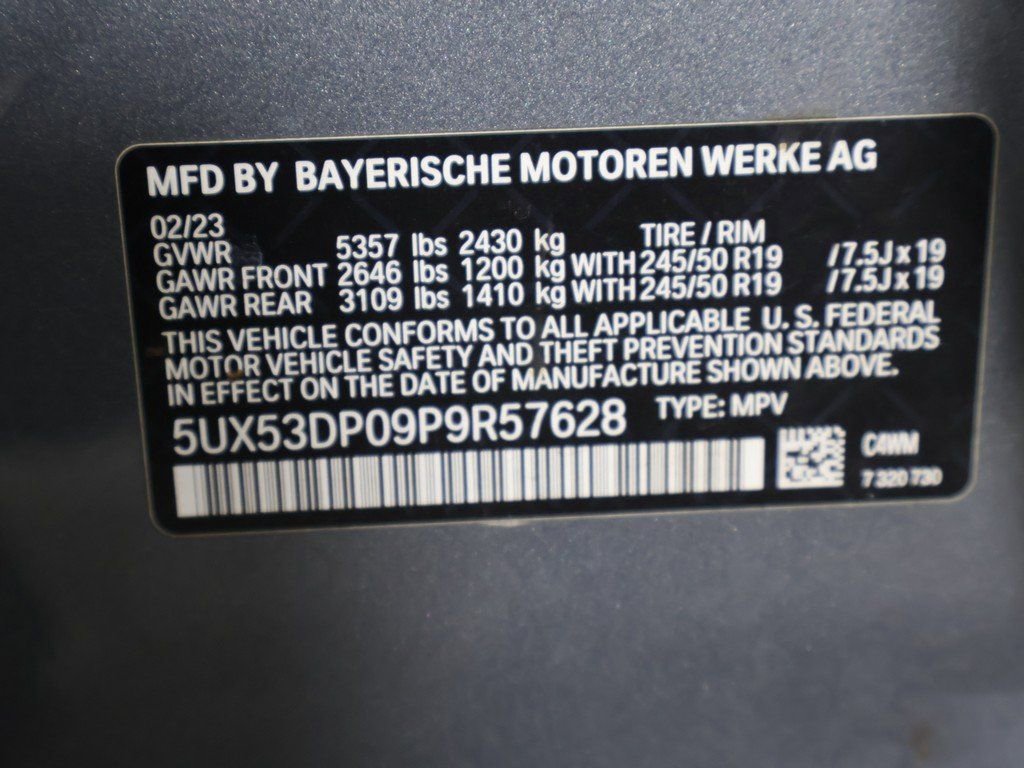 MFD BY BAYERISCHE MOTOREN WERKE AG
02/23
GVWR 5357 lbs 2430 kg TIRE / RIM
GAWR FRONT 2646 lbs 1200 kg WITH 245/50 R19 /7.5J x 19
GAWR REAR 3109 lbs 1410 kg WITH 245/50 R19 /7.5J x 19
THIS VEHICLE CONFORMS TO ALL APPLICABLE U. S. FEDERAL
MOTOR VEHICLE SAFETY AND THEFT PREVENTION STANDARDS
IN EFFECT ON THE DATE OF MANUFACTURE SHOWN ABOVE.
5UX53DP09P9R57628 TYPE: MPV
C4WM
7 320 730